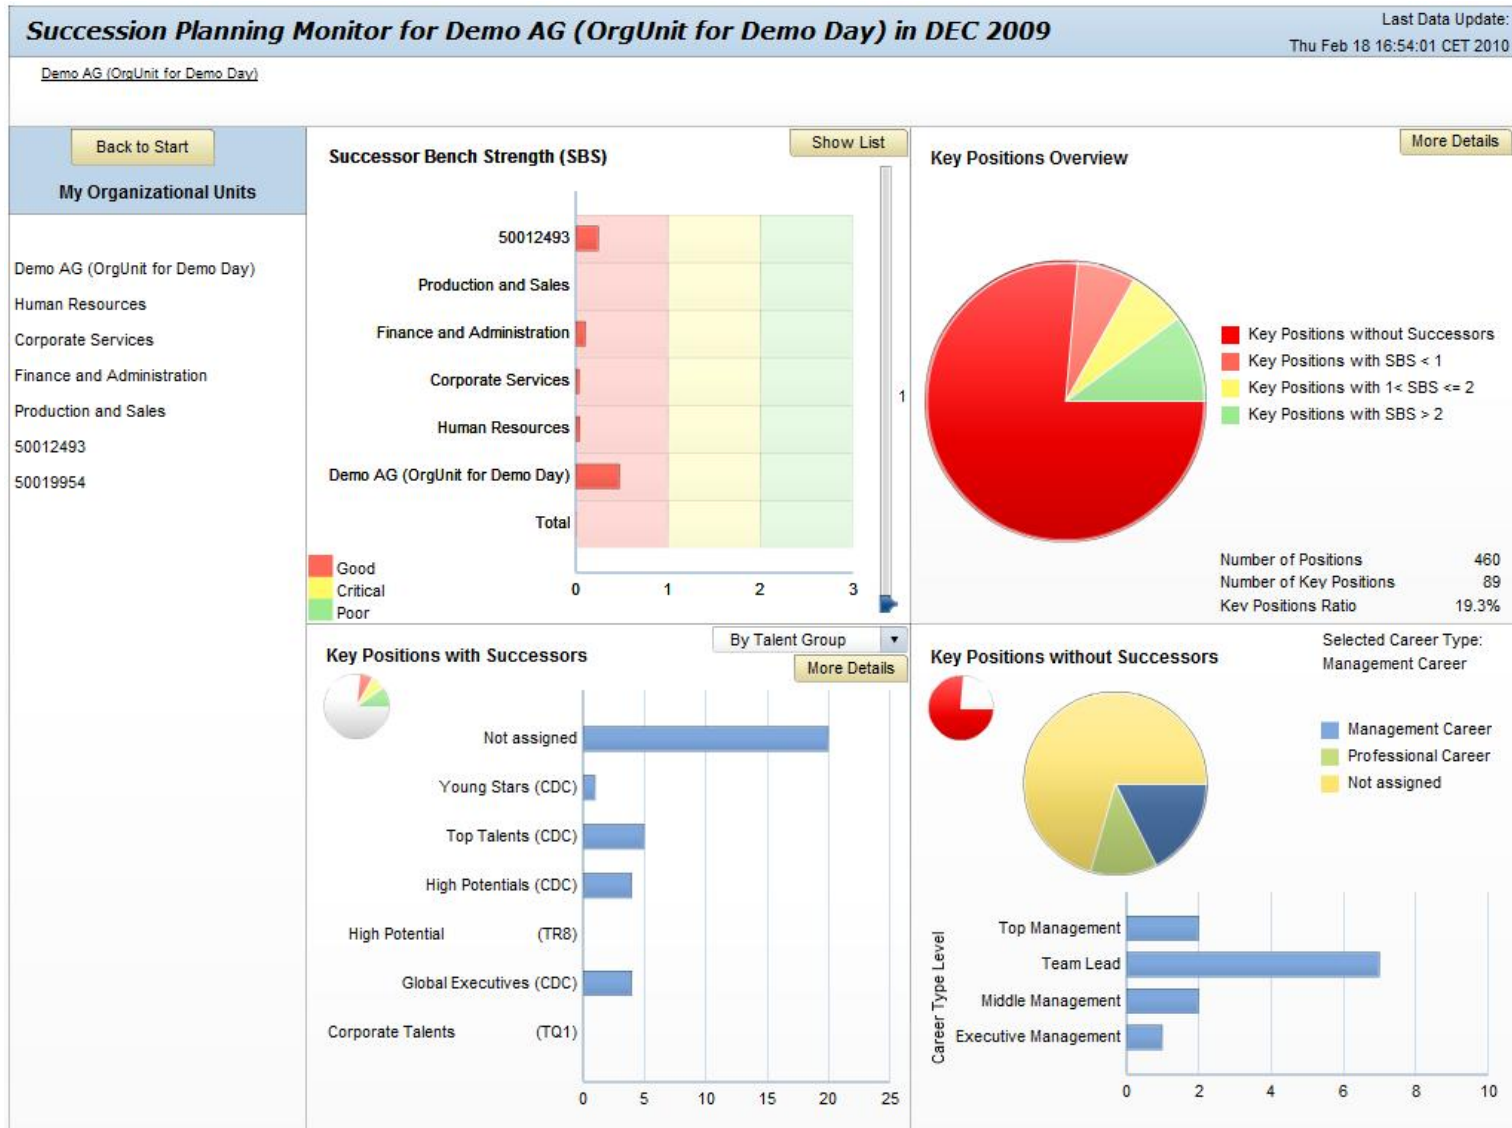 Succession Planning Monitor for Demo AG (OrgUnit for Demo Day) in DEC 2009
Last Data Update:
Thu Feb 18 16:54:01 CET 2010
Demo AG (OrgUnit for Demo Day)
Back to Start
My Organizational Units
Demo AG (OrgUnit for Demo Day)
Human Resources
Corporate Services
Finance and Administration
Production and Sales
50012493
50019954
Successor Bench Strength (SBS)
Show List
50012493
Production and Sales
Finance and Administration
Corporate Services
Human Resources
Demo AG (OrgUnit for Demo Day)
Total
0 1 2 3
1
Good
Critical
Poor
Key Positions Overview
More Details
Key Positions without Successors
Key Positions with SBS < 1
Key Positions with 1< SBS <= 2
Key Positions with SBS > 2
Number of Positions 460
Number of Key Positions 89
Key Positions Ratio 19.3%
Key Positions with Successors
By Talent Group
More Details
Not assigned
Young Stars (CDC)
Top Talents (CDC)
High Potentials (CDC)
High Potential (TR8)
Global Executives (CDC)
Corporate Talents (TQ1)
0 5 10 15 20 25
Key Positions without Successors
Selected Career Type:
Management Career
Management Career
Professional Career
Not assigned
Career Type Level
Top Management
Team Lead
Middle Management
Executive Management
0 2 4 6 8 10